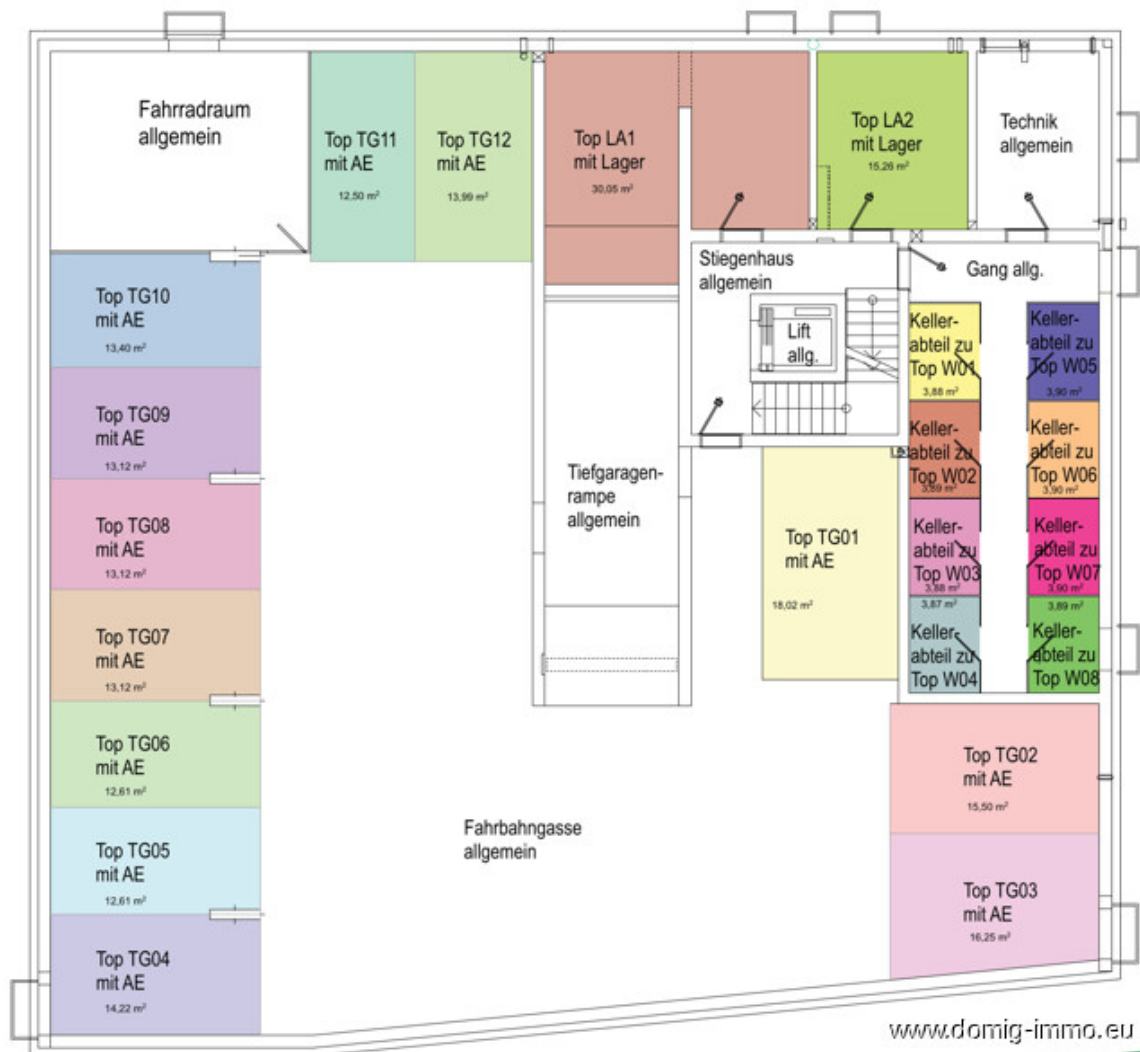 Fahrradraum
allgemein
Top TG11
mit AE
12,50 m²
Top TG12
mit AE
13,99 m²
Top LA1
mit Lager
30,05 m²
Top LA2
mit Lager
15,26 m²
Technik
allgemein
Stiegenhaus
allgemein
Lift
allg.
Gang allg.
Top TG10
mit AE
13,40 m²
Top TG09
mit AE
13,12 m²
Top TG08
mit AE
13,12 m²
Top TG07
mit AE
13,12 m²
Top TG06
mit AE
12,61 m²
Top TG05
mit AE
12,61 m²
Top TG04
mit AE
14,22 m²
Tiefgaragen-
rampe
allgemein
Top TG01
mit AE
18,02 m²
Keller-
abteil zu
Top W01
3,88 m²
Keller-
abteil zu
Top W05
3,90 m²
Keller-
abteil zu
Top W02
3,89 m²
Keller-
abteil zu
Top W06
3,90 m²
Keller-
abteil zu
Top W03
3,88 m²
Keller-
abteil zu
Top W07
3,90 m²
3,87 m²
Keller-
abteil zu
Top W04
3,89 m²
Keller-
abteil zu
Top W08
Top TG02
mit AE
15,50 m²
Top TG03
mit AE
16,25 m²
Fahrbahngasse
allgemein
www.domig-immo.eu